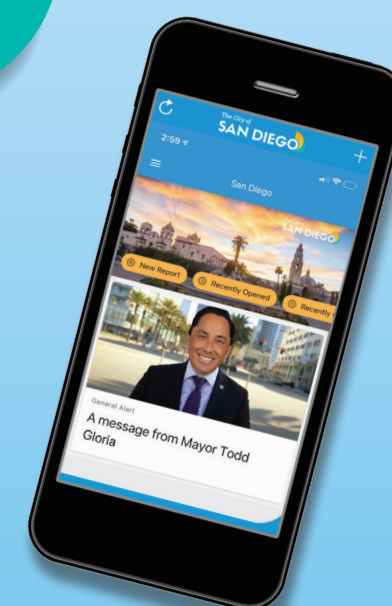 The City of
SAN DIEGO
2:59
San Diego
SAN DIEGO
New Report
Recently Opened
Recently
General Alert
A message from Mayor Todd
Gloria